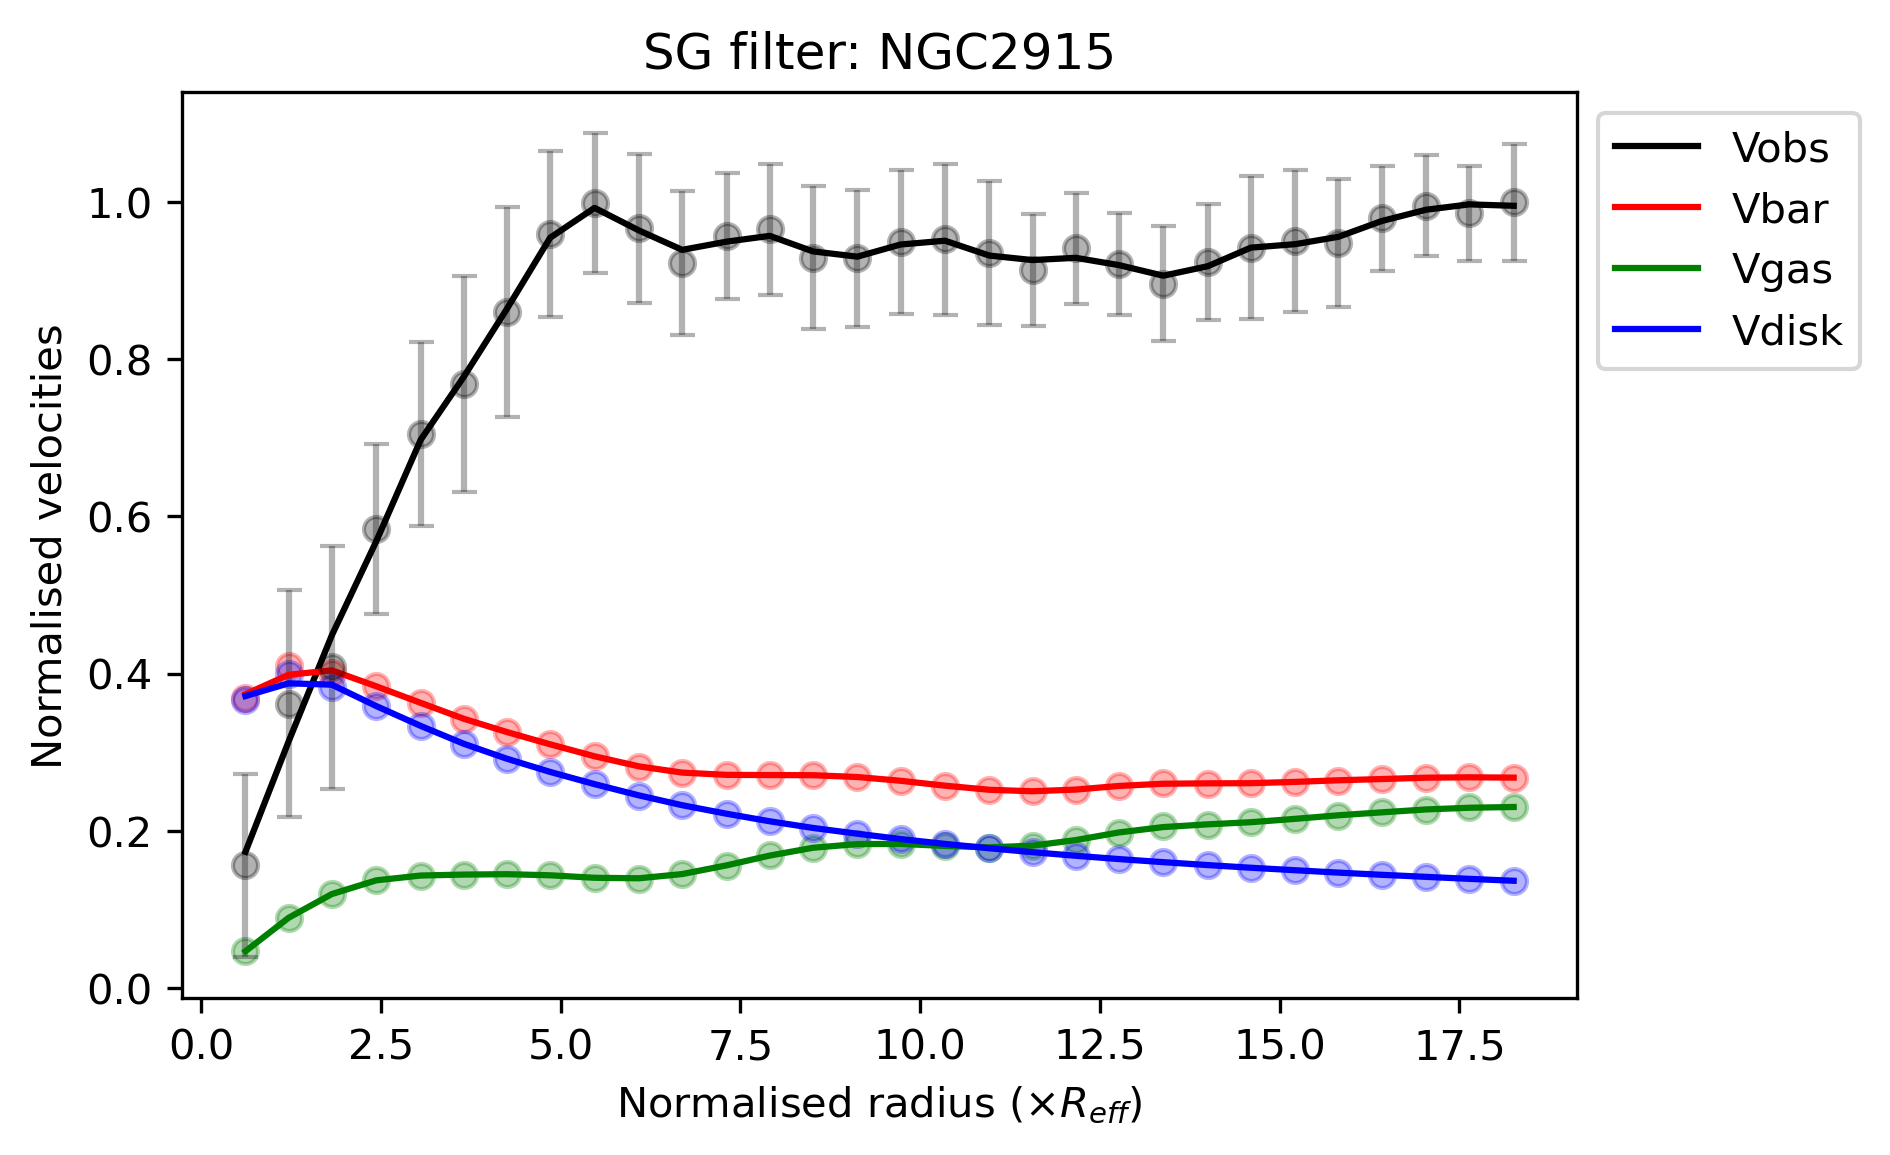 SG filter: NGC2915
Vobs
Vbar
Vgas
Vdisk
Normalised velocities
1.0
0.8
0.6
0.4
0.2
0.0
0.0 2.5 5.0 7.5 10.0 12.5 15.0 17.5
Normalised radius (×R_eff)